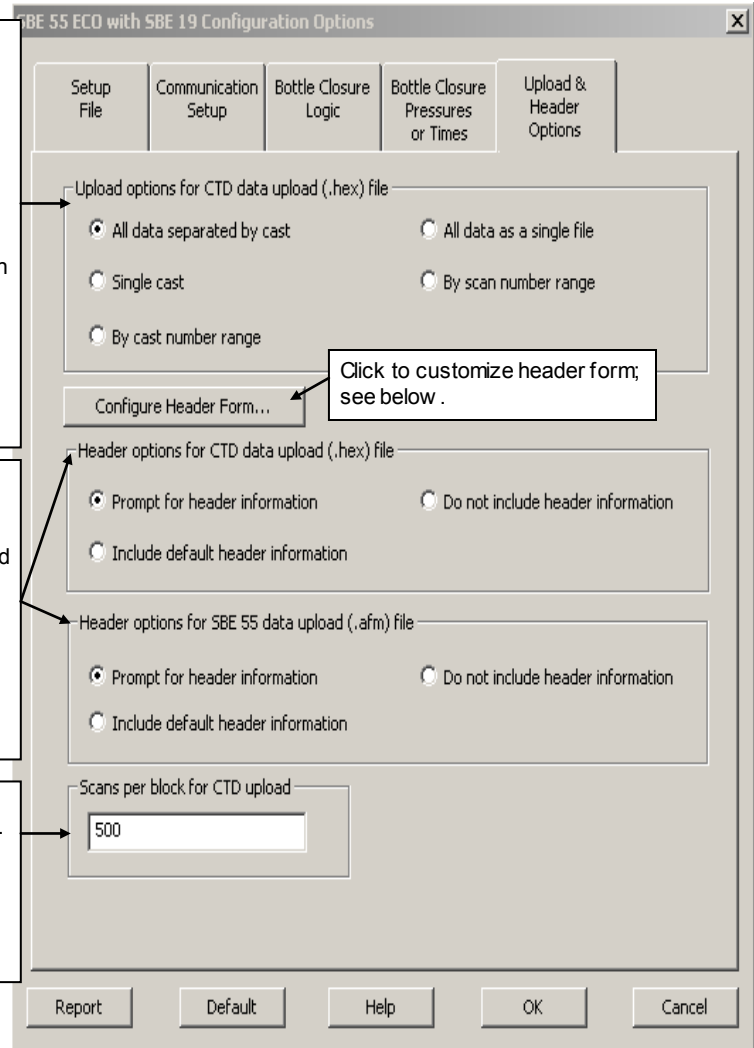 SBE 55 ECO with SBE 19 Configuration Options
Setup File
Communication Setup
Bottle Closure Logic
Bottle Closure Pressures or Times
Upload & Header Options
Upload options for CTD data upload (.hex) file
All data separated by cast
All data as a single file
Single cast
By scan number range
By cast number range
Click to customize header form;
see below .
Configure Header Form...
Header options for CTD data upload (.hex) file
Prompt for header information
Do not include header information
Include default header information
Header options for SBE 55 data upload (.afm) file
Prompt for header information
Do not include header information
Include default header information
Scans per block for CTD upload
500
Report
Default
Help
OK
Cancel